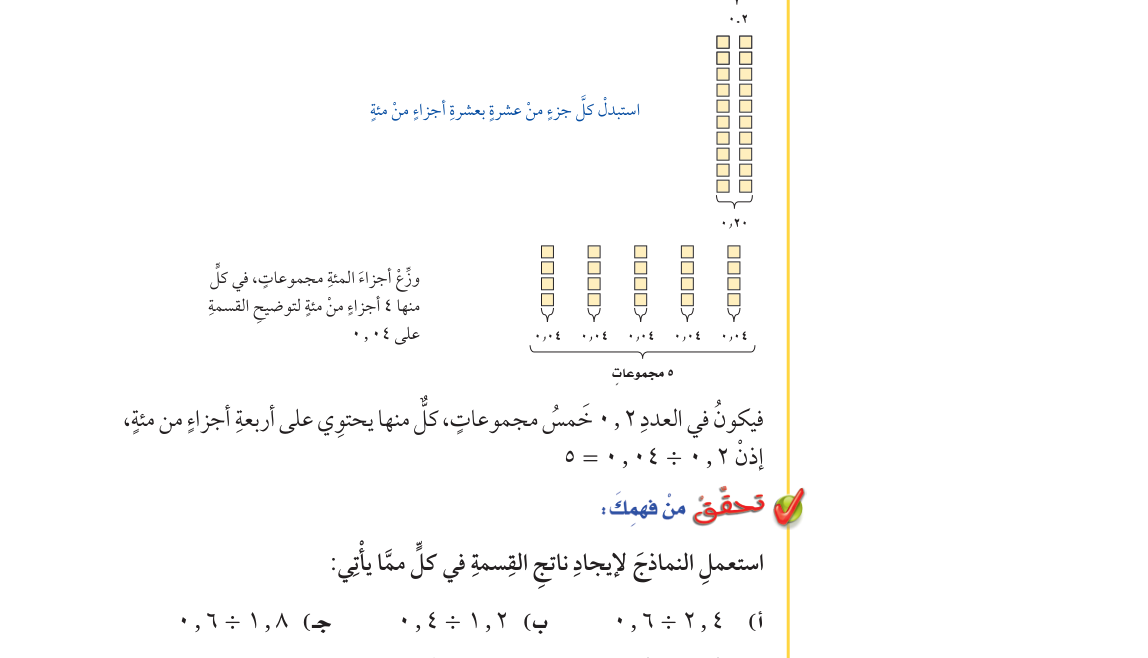 ٠.٢
استبدلْ كلَّ جزءٍ منْ عشرةٍ بعشرةِ أجزاءٍ منْ مئةٍ
٠,٢٠
وزِّعْ أجزاءَ المئةِ مجموعاتٍ، في كلٍّ
منها ٤ أجزاءٍ منْ مئةٍ لتوضيحِ القسمةِ
على ٠,٠٤
٠,٠٤ ٠,٠٤ ٠,٠٤ ٠,٠٤ ٠,٠٤
٥ مجموعاتٍ
فيكونُ في العددِ ٠,٢ خَمسُ مجموعاتٍ، كلٌّ منها يحتوِي على أربعةِ أجزاءٍ من مئةٍ،
إذنْ ٠,٢ ÷ ٠,٠٤ = ٥
تحقَّقْ منْ فهمِكَ:
استعملِ النماذجَ لإيجادِ ناتجِ القِسمةِ في كلٍّ ممَّا يأْتِي:
أ) ٢,٤ ÷ ٠,٦ ب) ١,٢ ÷ ٠,٤ جـ) ١,٨ ÷ ٠,٦